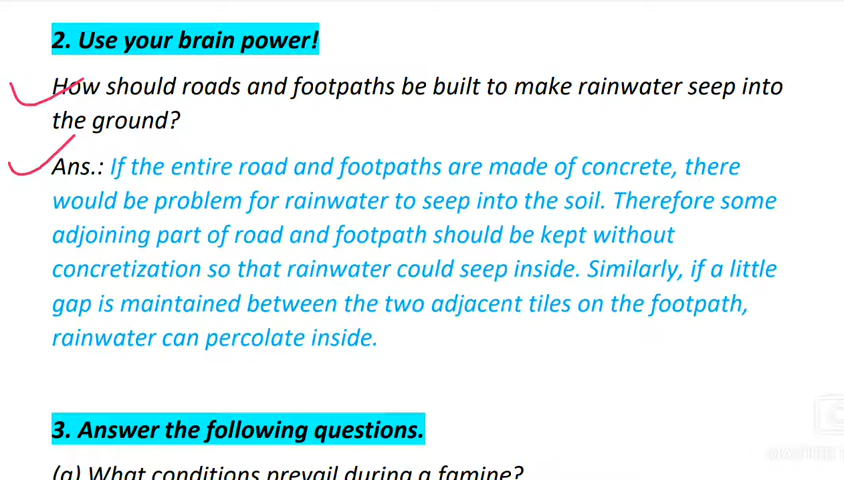 2. Use your brain power!
How should roads and footpaths be built to make rainwater seep into
the ground?
Ans.: If the entire road and footpaths are made of concrete, there
would be problem for rainwater to seep into the soil. Therefore some
adjoining part of road and footpath should be kept without
concretization so that rainwater could seep inside. Similarly, if a little
gap is maintained between the two adjacent tiles on the footpath,
rainwater can percolate inside.
3. Answer the following questions.
(a) What conditions prevail during a famine?